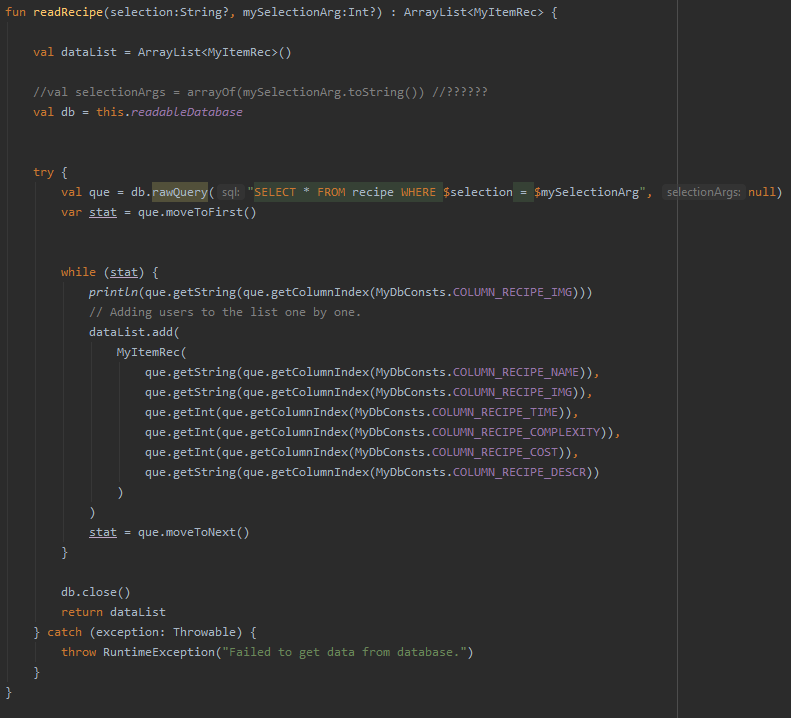 fun readRecipe(selection:String?, mySelectionArg:Int?) : ArrayList<MyItemRec> {
val dataList = ArrayList<MyItemRec>()
//val selectionArgs = arrayOf(mySelectionArg.toString()) //??????
val db = this.readableDatabase
try {
val que = db.rawQuery( sql: "SELECT * FROM recipe WHERE $selection = $mySelectionArg", selectionArgs: null)
var stat = que.moveToFirst()
while (stat) {
println(que.getString(que.getColumnIndex(MyDbConsts.COLUMN_RECIPE_IMG)))
// Adding users to the list one by one.
dataList.add(
MyItemRec(
que.getString(que.getColumnIndex(MyDbConsts.COLUMN_RECIPE_NAME)),
que.getString(que.getColumnIndex(MyDbConsts.COLUMN_RECIPE_IMG)),
que.getInt(que.getColumnIndex(MyDbConsts.COLUMN_RECIPE_TIME)),
que.getInt(que.getColumnIndex(MyDbConsts.COLUMN_RECIPE_COMPLEXITY)),
que.getInt(que.getColumnIndex(MyDbConsts.COLUMN_RECIPE_COST)),
que.getString(que.getColumnIndex(MyDbConsts.COLUMN_RECIPE_DESCR))
)
)
stat = que.moveToNext()
}
db.close()
return dataList
} catch (exception: Throwable) {
throw RuntimeException("Failed to get data from database.")
}
}